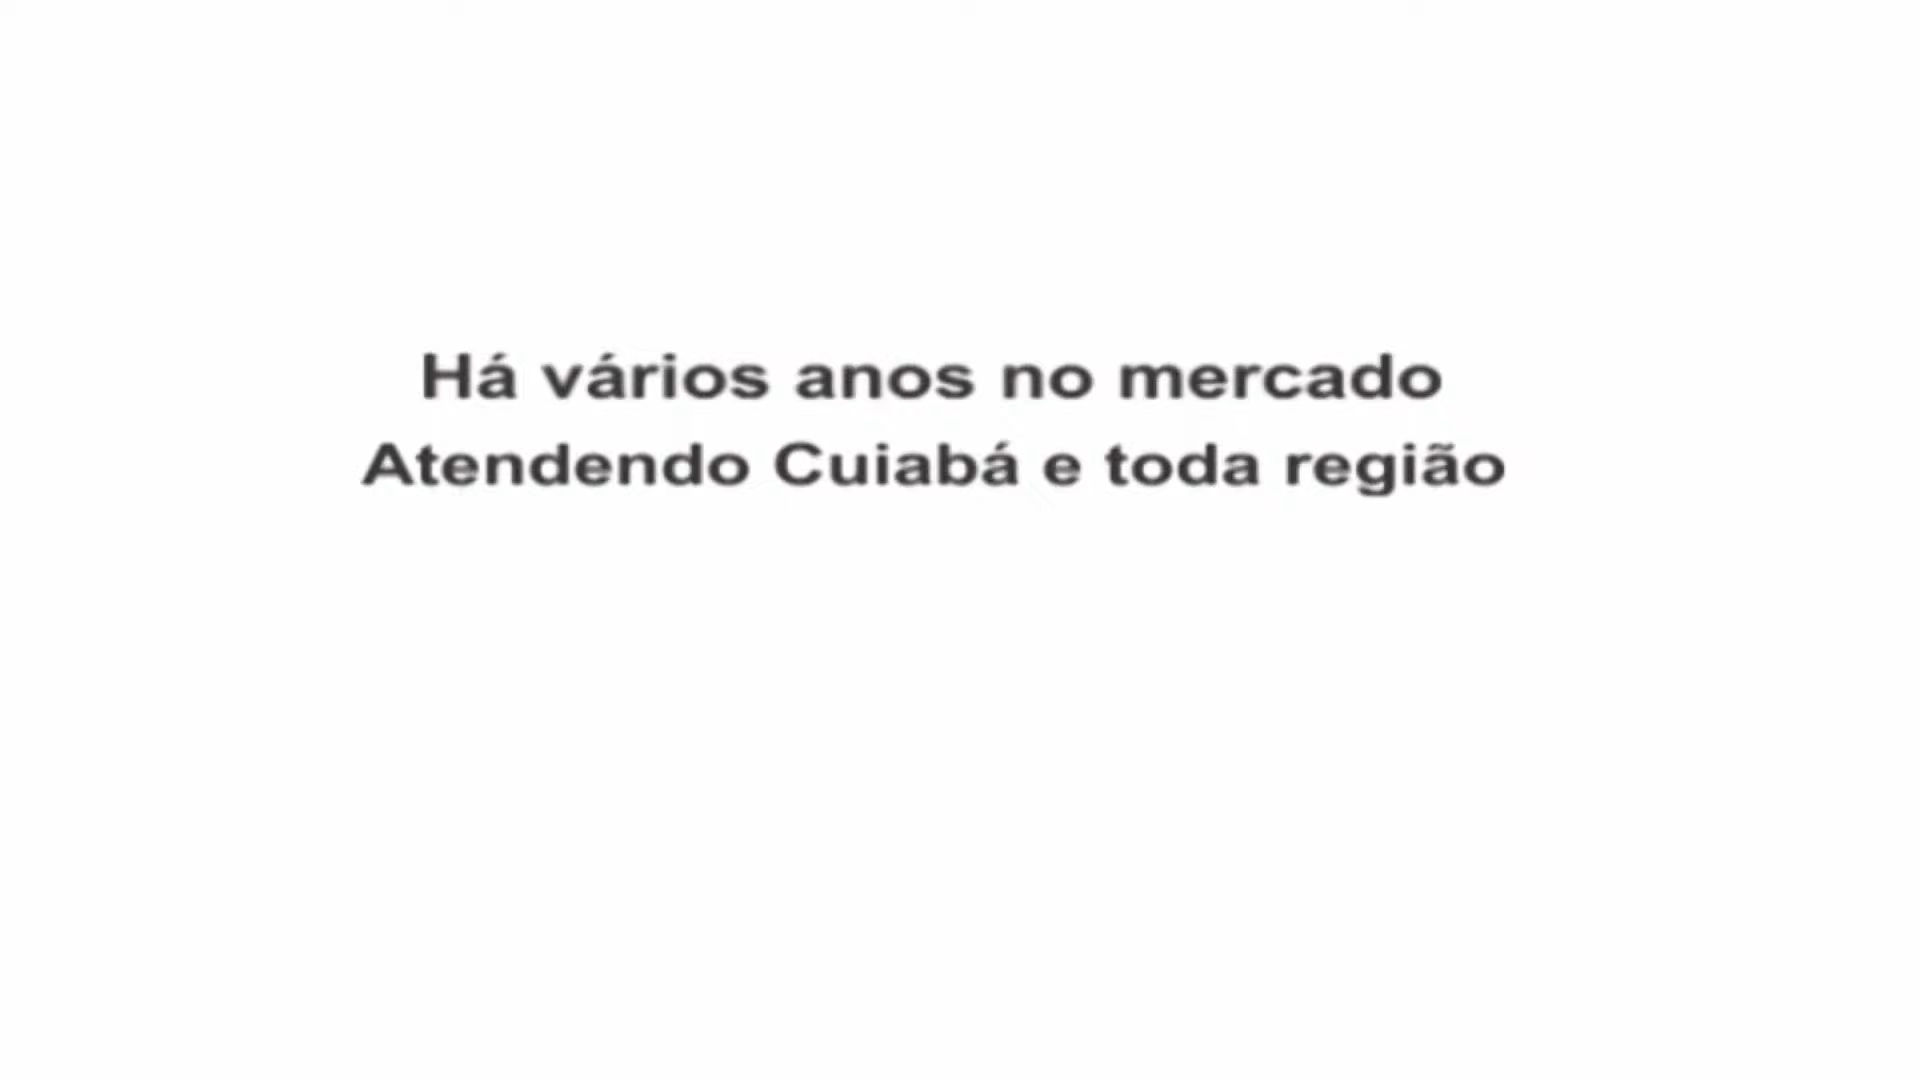 Há vários anos no mercado
Atendendo Cuiabá e toda região